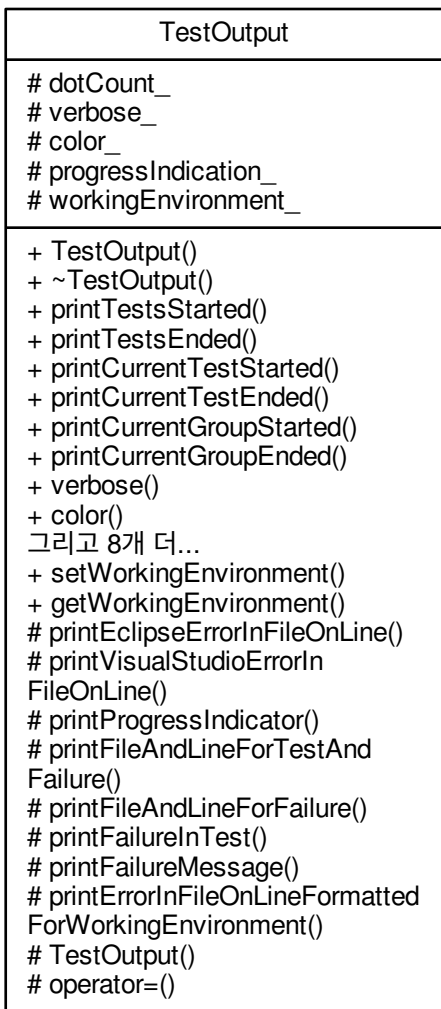 TestOutput
# dotCount_
# verbose_
# color_
# progressIndication_
# workingEnvironment_
+ TestOutput()
+ ~TestOutput()
+ printTestsStarted()
+ printTestsEnded()
+ printCurrentTestStarted()
+ printCurrentTestEnded()
+ printCurrentGroupStarted()
+ printCurrentGroupEnded()
+ verbose()
+ color()
그리고 8개 더...
+ setWorkingEnvironment()
+ getWorkingEnvironment()
# printEclipseErrorInFileOnLine()
# printVisualStudioErrorIn
FileOnLine()
# printProgressIndicator()
# printFileAndLineForTestAnd
Failure()
# printFileAndLineForFailure()
# printFailureInTest()
# printFailureMessage()
# printErrorInFileOnLineFormatted
ForWorkingEnvironment()
# TestOutput()
# operator=()